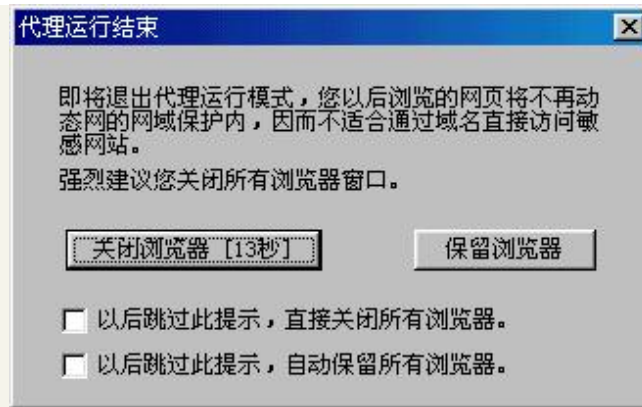 代理运行结束
即将退出代理运行模式，您以后浏览的网页将不再动
态网的网域保护内，因而不适合通过域名直接访问敏
感网站。
强烈建议您关闭所有浏览器窗口。
关闭浏览器 [13秒]
保留浏览器
以后跳过此提示，直接关闭所有浏览器。
以后跳过此提示，自动保留所有浏览器。